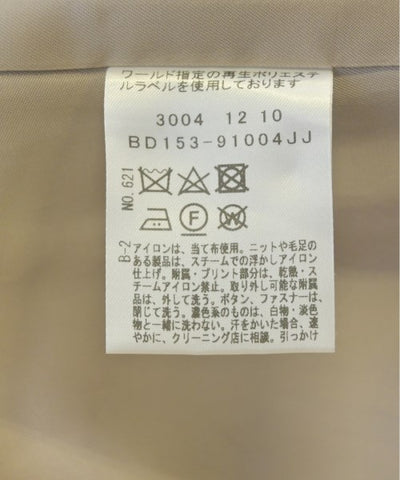 ワールド指定の再生ポリエステ
ルラベルを使用しております
3004 12 10
BD153-91004JJ
NO.621
F
W
B-2
アイロンは、当て布使用。ニットや毛足の
ある製品は、スチームでの浮かしアイロン
仕上げ。附属・プリント部分は、乾熱・ス
チームアイロン禁止。取り外し可能な附属
品は、外して洗う。ボタン、ファスナーは、
閉じて洗う。濃色系のものは、白物・淡色
物と一緒に洗わない。汗をかいた場合、速
やかに、クリーニング店に相談。引っかけ